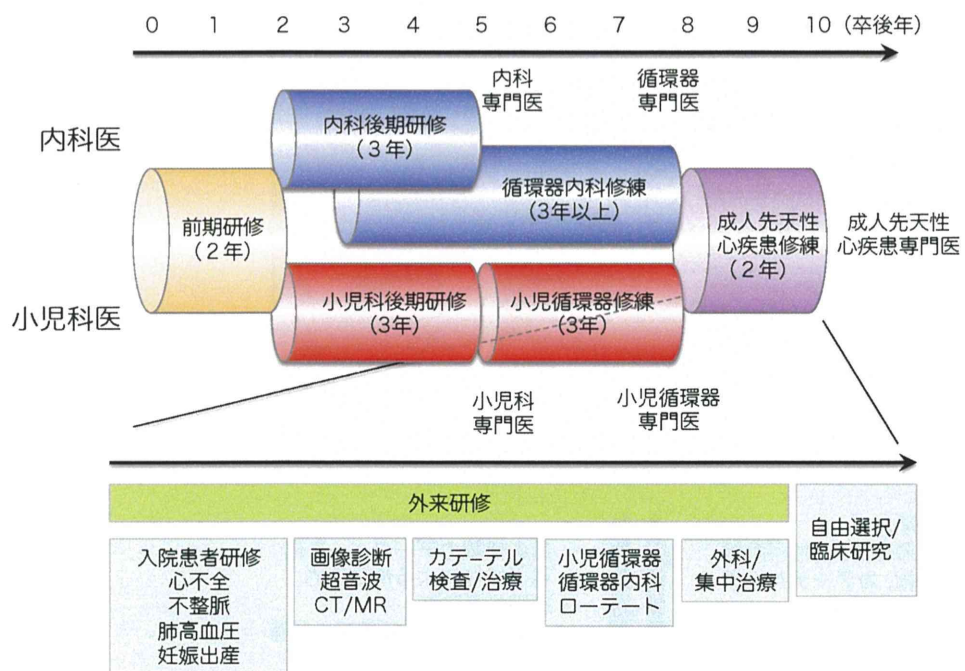 0 1 2 3 4 5 6 7 8 9 10 (卒後年)
内科
専門医
循環器
専門医
内科医
内科後期研修
(3年)
循環器内科修練
(3年以上)
前期研修
(2年)
成人先天性
心疾患修練
(2年)
成人先天性
心疾患専門医
小児科医
小児科後期研修
(3年)
小児循環器修練
(3年)
小児科
専門医
小児循環器
専門医
外来研修
自由選択/
臨床研究
入院患者研修
心不全
不整脈
肺高血圧
妊娠出産
画像診断
超音波
CT/MR
カテーテル
検査/治療
小児循環器
循環器内科
ローテート
外科/
集中治療